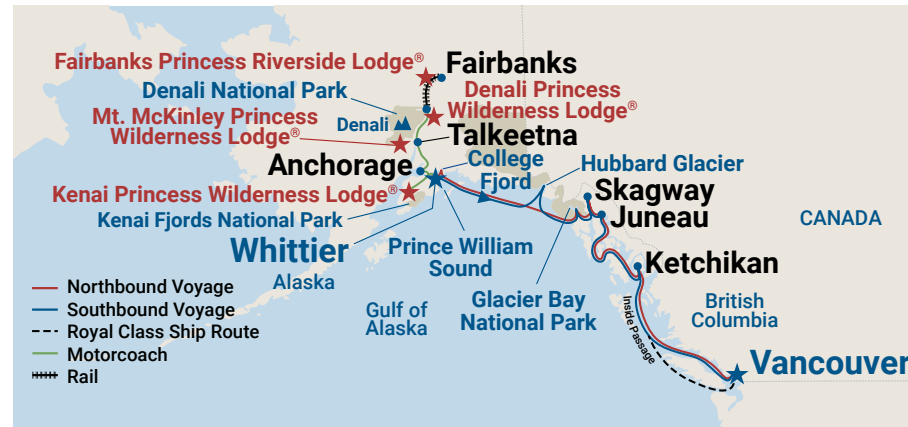 Fairbanks Princess Riverside Lodge®
Fairbanks
Denali National Park
Denali Princess
Wilderness Lodge®
Mt. McKinley Princess
Wilderness Lodge®
Denali
Talkeetna
Anchorage
College
Fjord
Hubbard Glacier
Kenai Princess Wilderness Lodge®
Skagway
Kenai Fjords National Park
Juneau
CANADA
Whittier
Prince William
Sound
Ketchikan
Alaska
Glacier Bay
National Park
Gulf of
Alaska
British
Columbia
Inside Passage
Vancouver
Northbound Voyage
Southbound Voyage
Royal Class Ship Route
Motorcoach
Rail